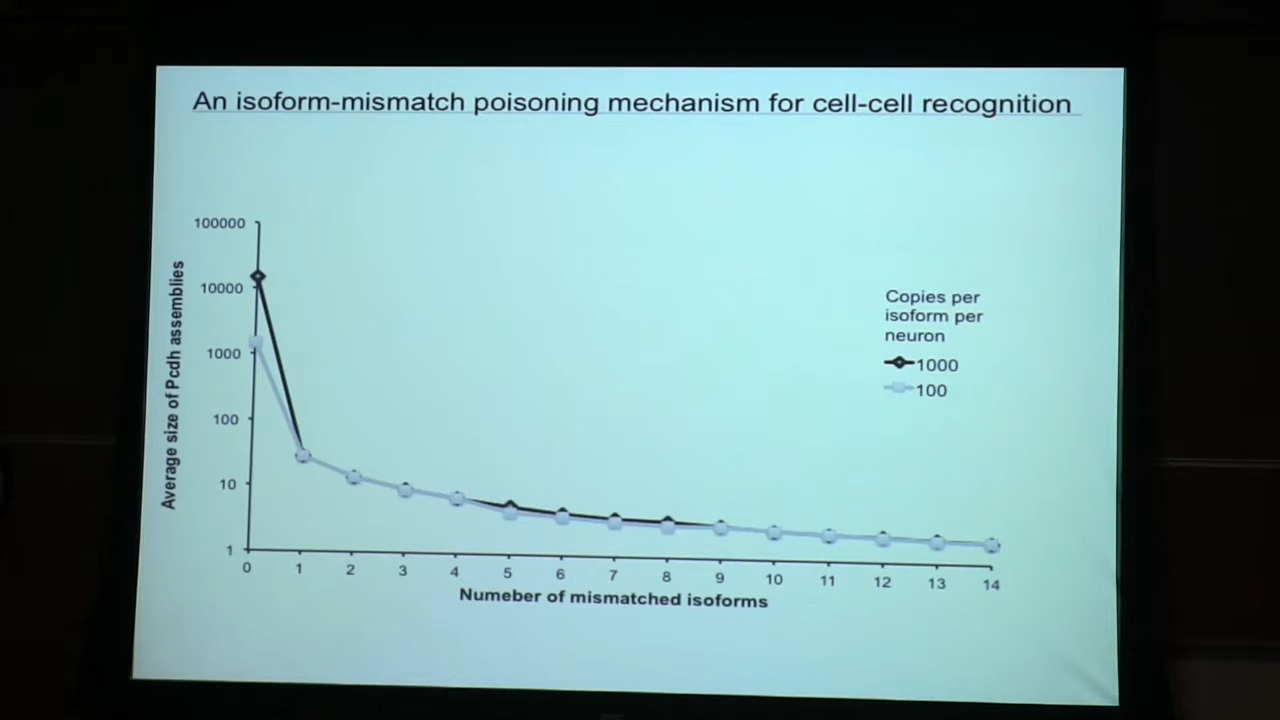 An isoform-mismatch poisoning mechanism for cell-cell recognition
Average size of Pcdh assemblies
100000
10000
1000
100
10
1
0 1 2 3 4 5 6 7 8 9 10 11 12 13 14
Numeber of mismatched isoforms
Copies per
isoform per
neuron
1000
100